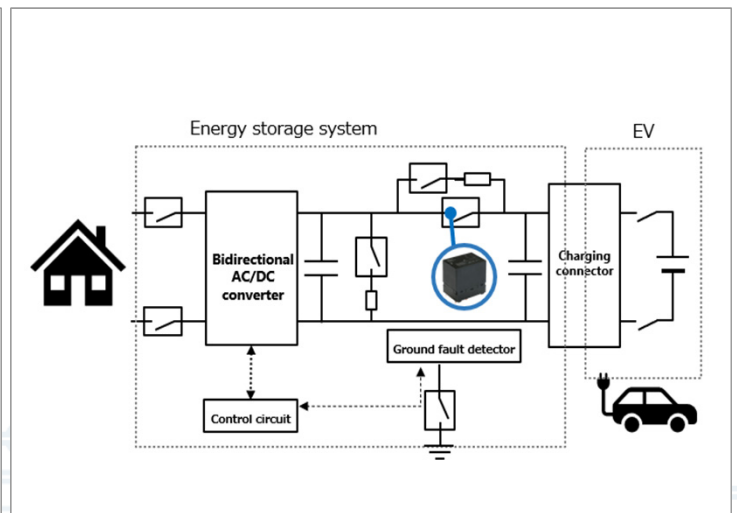 Energy storage system
EV
Bidirectional
AC/DC
converter
Charging
connector
Ground fault detector
Control circuit